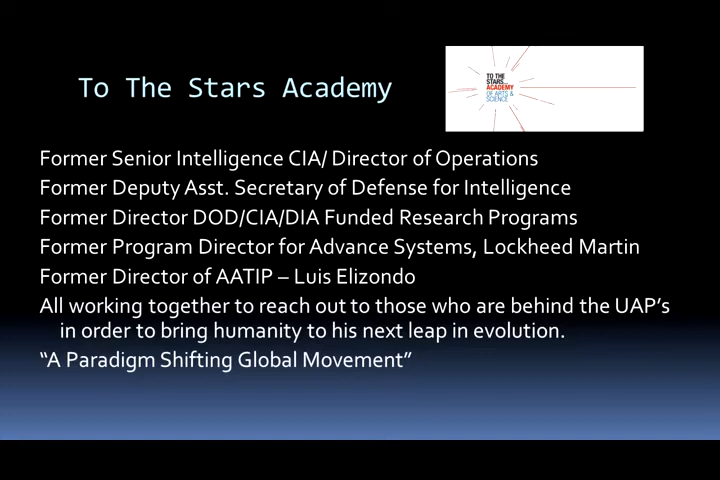 To The Stars Academy
TO THE
STARS...
ACADEMY
OF ARTS &
SCIENCE
Former Senior Intelligence CIA/ Director of Operations
Former Deputy Asst. Secretary of Defense for Intelligence
Former Director DOD/CIA/DIA Funded Research Programs
Former Program Director for Advance Systems, Lockheed Martin
Former Director of AATIP – Luis Elizondo
All working together to reach out to those who are behind the UAP’s
in order to bring humanity to his next leap in evolution.
“A Paradigm Shifting Global Movement”